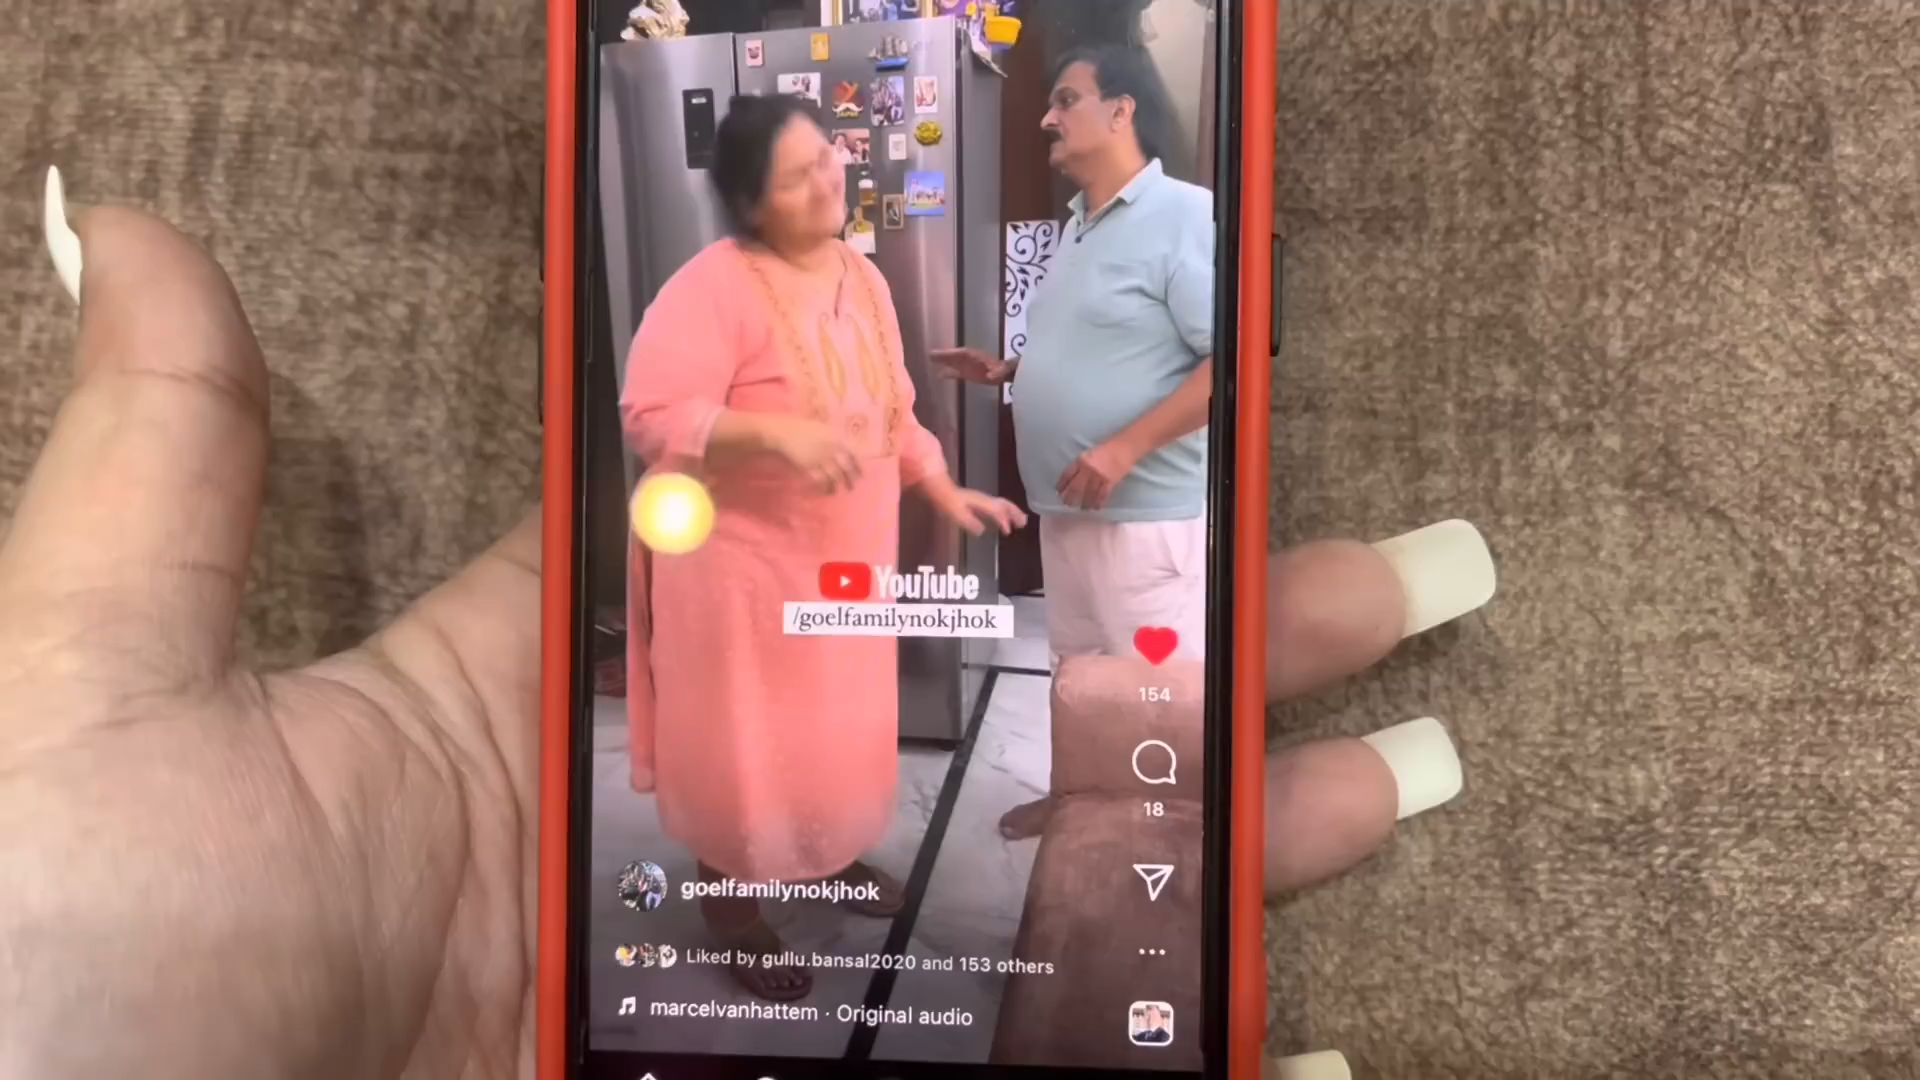 YouTube
/goelfamilynokjhok
154
18
goelfamilynokjhok
Liked by gullu.bansal2020 and 153 others
marcelvanhattem · Original audio